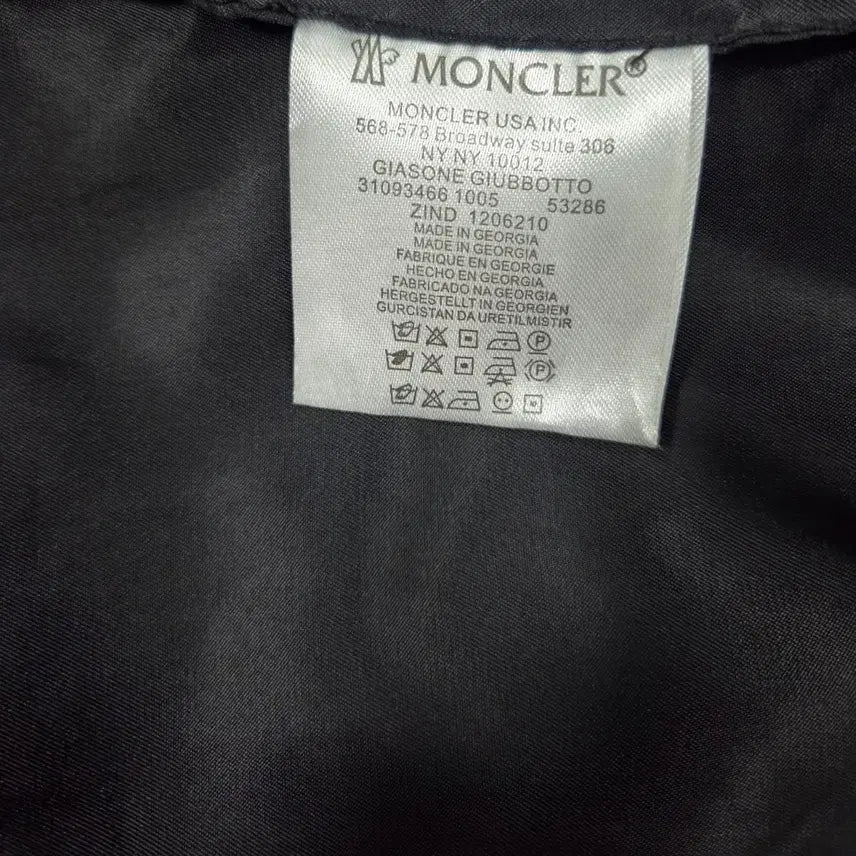 MONCLER®
MONCLER USA INC.
568-578 Broadway suite 306
NY NY 10012
GIASONE GIUBBOTTO
31093466 1005 53286
ZIND 1206210
MADE IN GEORGIA
MADE IN GEORGIA
FABRIQUE EN GEORGIE
HECHO EN GEORGIA
FABRICADO NA GEORGIA
HERGESTELLT IN GEORGIEN
GURCISTAN DA URETILMISTIR
P
P